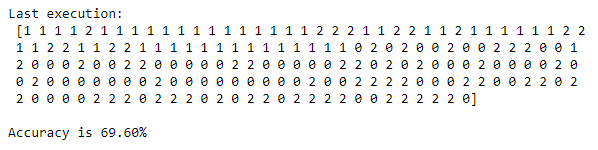 Last execution:
[1 1 1 1 2 1 1 1 1 1 1 1 1 1 1 1 1 1 1 2 2 2 1 1 2 2 1 1 2 1 1 1 1 1 1 2 2
1 1 2 2 1 1 2 2 1 1 1 1 1 1 1 1 1 1 1 1 1 1 0 2 0 2 0 0 2 0 0 2 2 2 0 0 1
2 0 0 0 2 0 0 2 2 0 0 0 0 0 2 2 0 0 0 0 0 2 2 0 2 0 2 0 0 0 2 0 0 0 0 2 0
0 2 0 0 0 0 0 0 0 2 0 0 0 0 0 0 0 0 0 2 0 0 2 2 2 2 0 0 0 2 2 0 0 2 2 0 2
2 0 0 0 0 2 2 2 0 2 2 2 0 2 0 2 2 0 2 2 2 2 0 0 2 2 2 2 2 0]
Accuracy is 69.60%